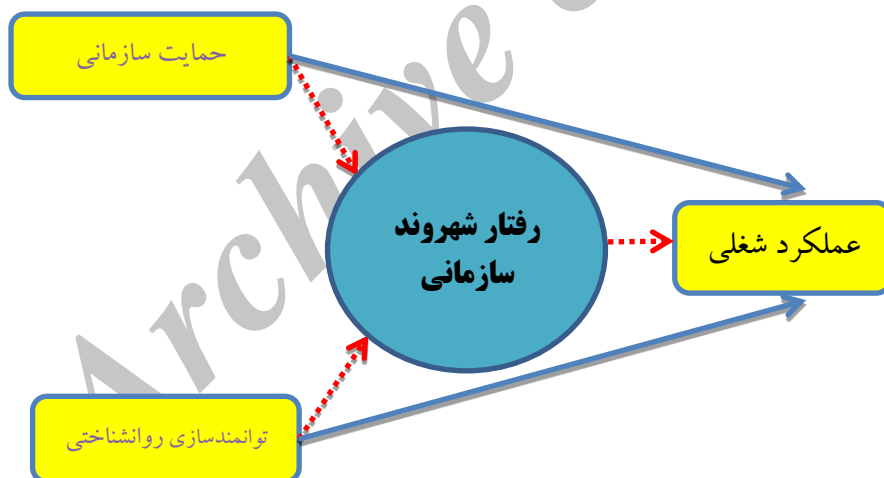 حمایت سازمانی
رفتار شهروند
سازمانی
عملکرد شغلی
توانمندسازی روانشناختی
Archive